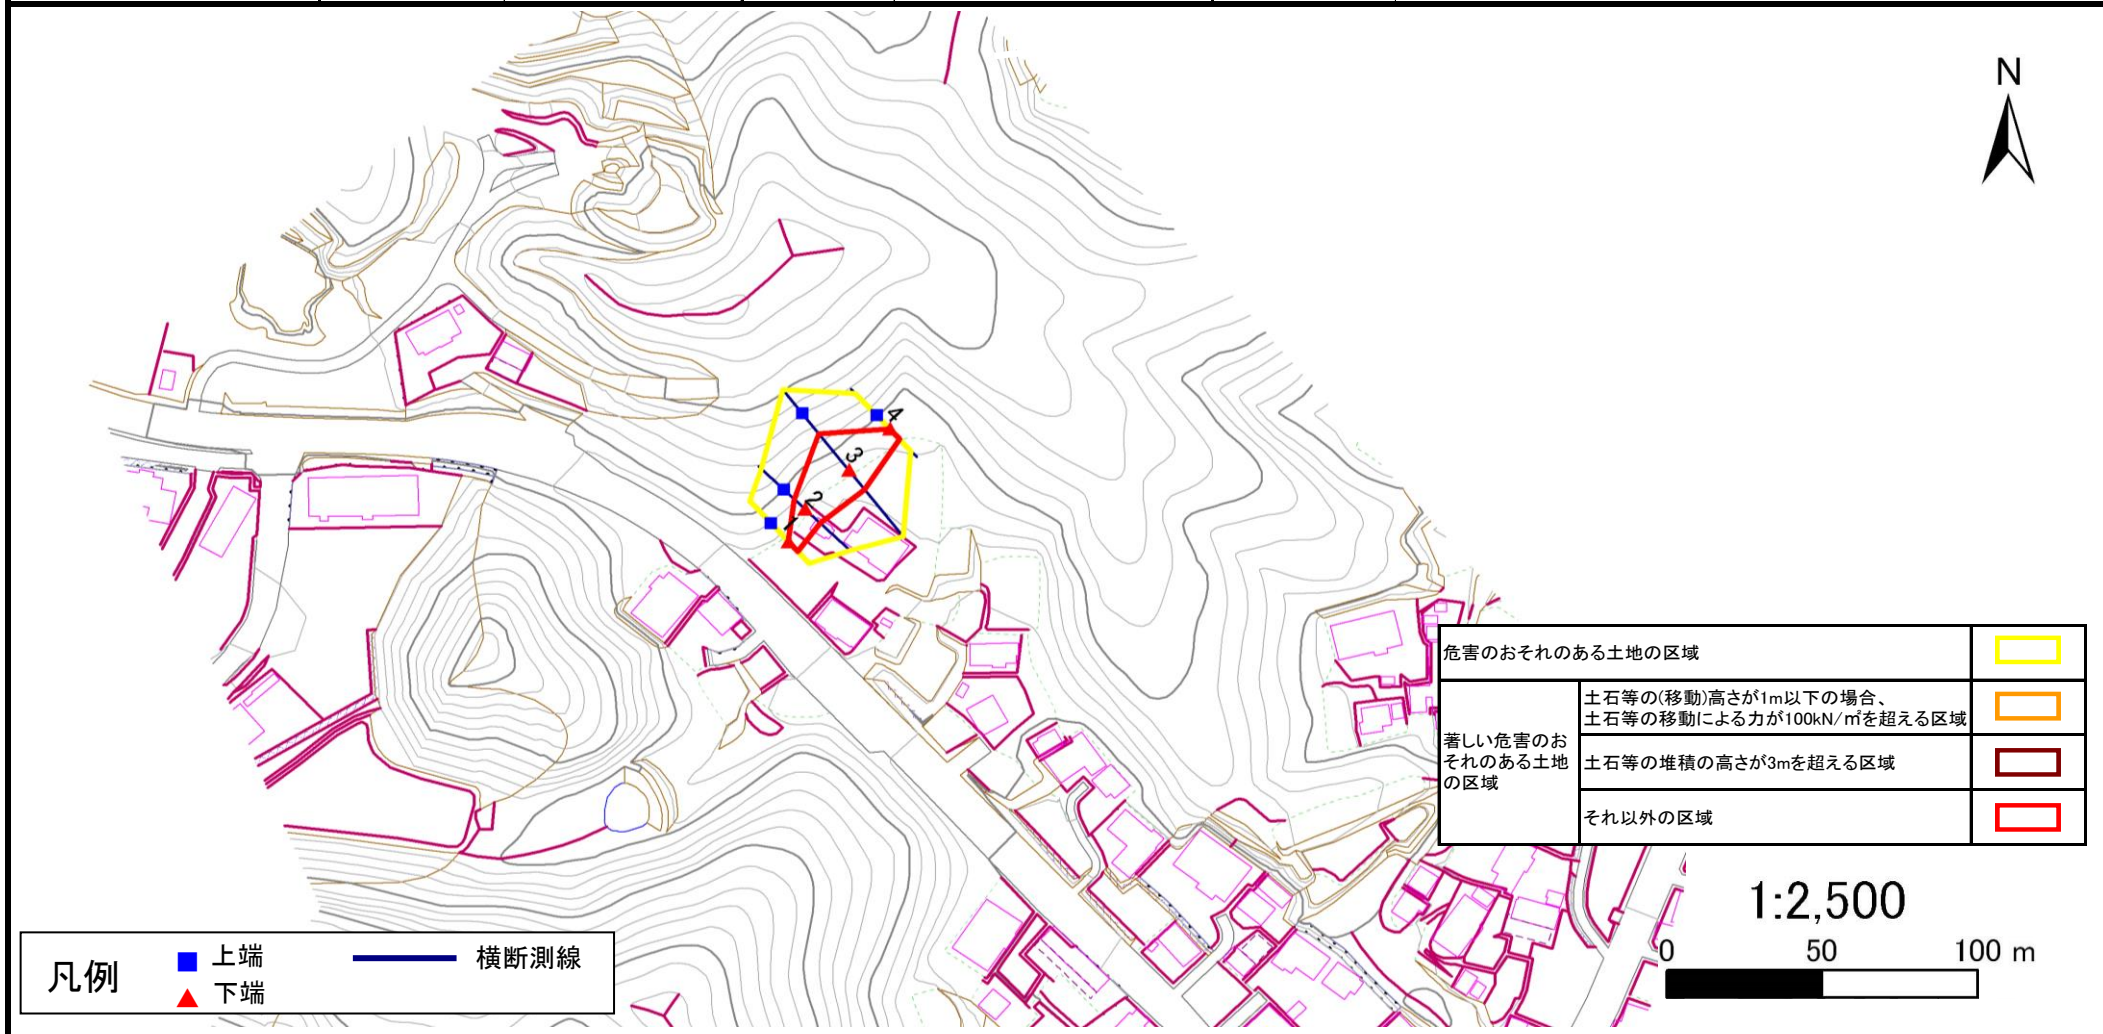 N
4
3
2
1
危害のおそれのある土地の区域
著しい危害のお
それのある土地
の区域
土石等の(移動)高さが1m以下の場合、
土石等の移動による力が100kN/㎡を超える区域
土石等の堆積の高さが3mを超える区域
それ以外の区域
1:2,500
0 50 100 m
凡例
上端
下端
横断測線